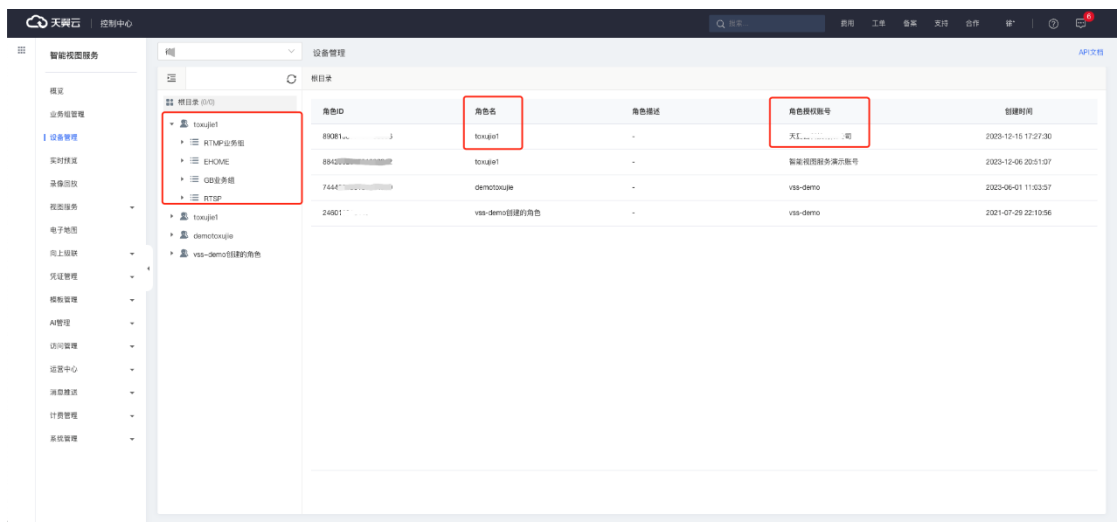 天翼云 | 控制中心
搜索...
费用 工单 备案 支持 合作
6
智能视图服务
概览
业务组管理
设备管理
实时预览
录像回放
视图服务
电子地图
向上级联
凭证管理
模板管理
AI管理
访问管理
运营中心
消息推送
计费管理
系统管理
根目录 (0/0)
toxujie1
RTMP业务组
EHOME
GB业务组
RTSP
toxujie1
demotoxujie
vss-demo创建的角色
设备管理
API文档
根目录
角色ID 角色名 角色描述 角色授权账号 创建时间
toxujie1 - 2023-12-15 17:27:30
toxujie1 - 智能视图服务演示账号 2023-12-06 20:51:07
demotoxujie - vss-demo 2023-06-01 11:03:57
vss-demo创建的角色 - vss-demo 2021-07-29 22:10:56